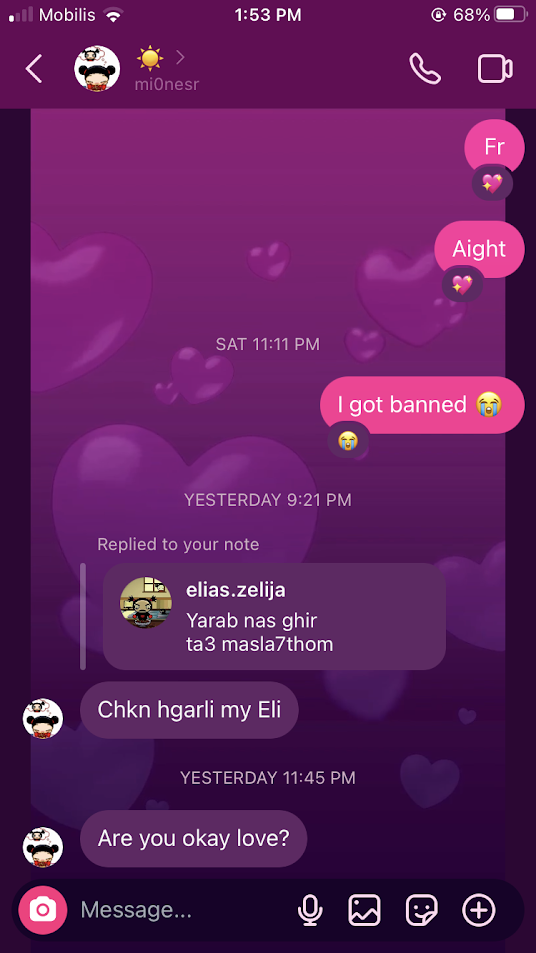 Mobilis 1:53 PM 68%
☀️
mi0nesr
Fr
💖
Aight
💖
SAT 11:11 PM
I got banned 😭
😭
YESTERDAY 9:21 PM
Replied to your note
elias.zelija
Yarab nas ghir
ta3 masla7thom
Chkn hgarli my Eli
YESTERDAY 11:45 PM
Are you okay love?
Message...